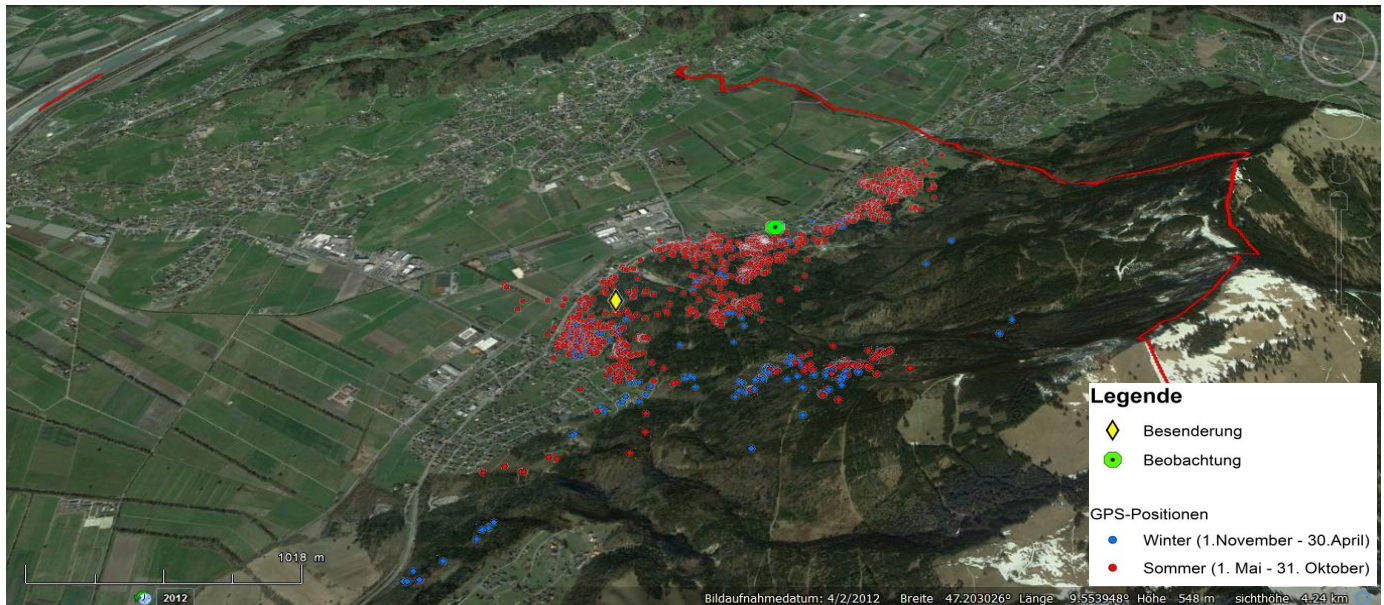 N
Legende
Besenderung
Beobachtung
GPS-Positionen
Winter (1.November - 30.April)
Sommer (1. Mai - 31. Oktober)
1018 m
2012
Bildaufnahmedatum: 4/2/2012 Breite 47.203026° Länge 9.553948° Höhe 548 m sichthöhe 4.24 km